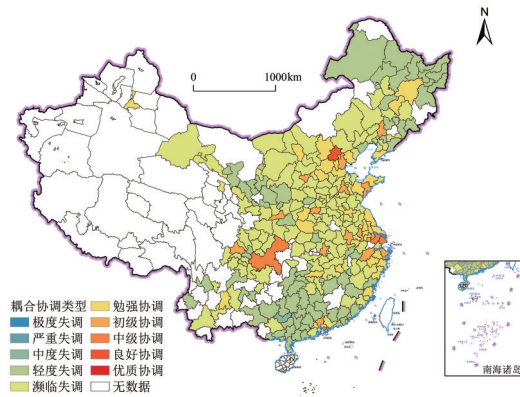 N
0 1000km
耦合协调类型
极度失调
严重失调
中度失调
轻度失调
濒临失调
勉强协调
初级协调
中级协调
良好协调
优质协调
无数据
南海诸岛